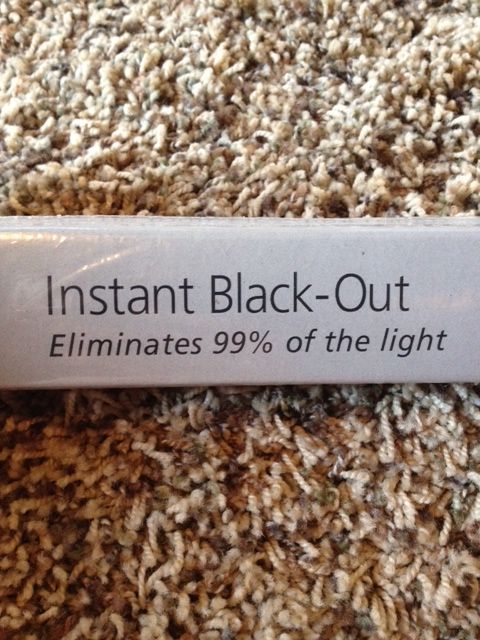 Instant Black-Out
Eliminates 99% of the light